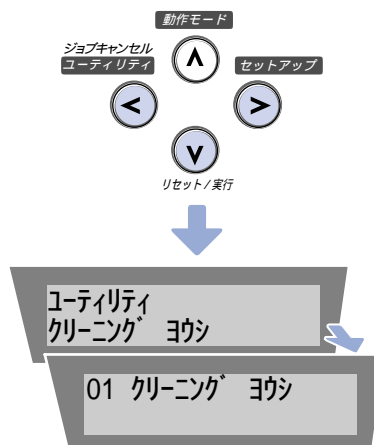 動作モード
ジョブキャンセル
ユーティリティ
セットアップ
リセット / 実行
ユーティリティ
クリーニング ヨウシ
01 クリーニング ヨウシ